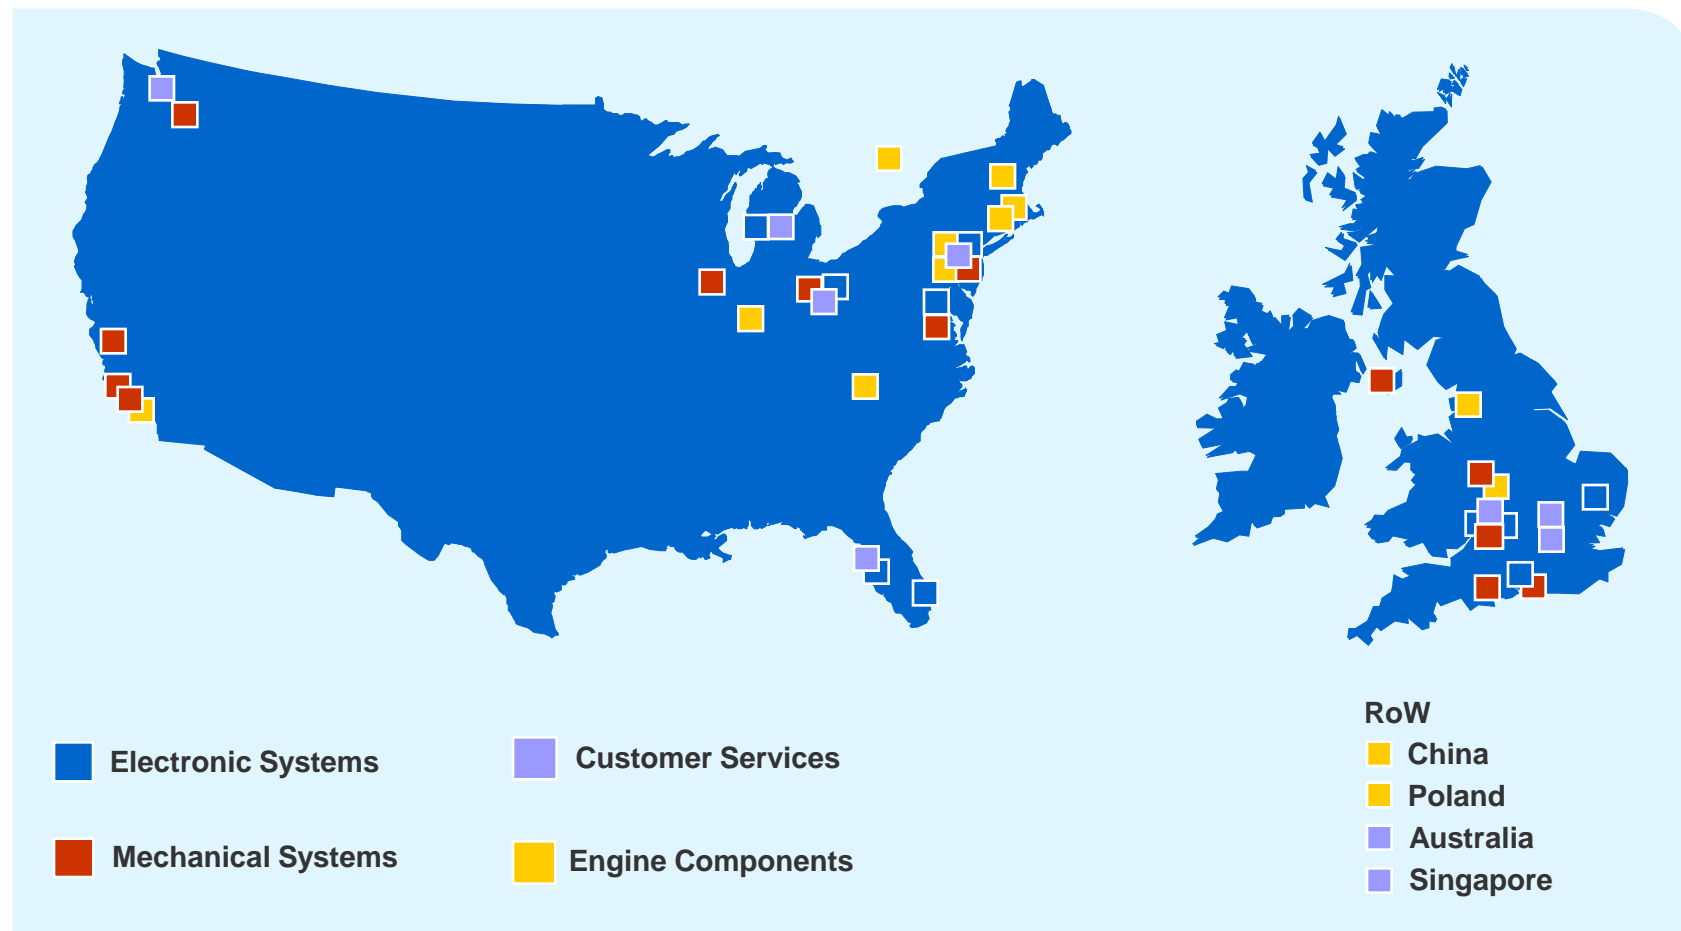 Electronic Systems
Customer Services
Mechanical Systems
Engine Components
RoW
China
Poland
Australia
Singapore